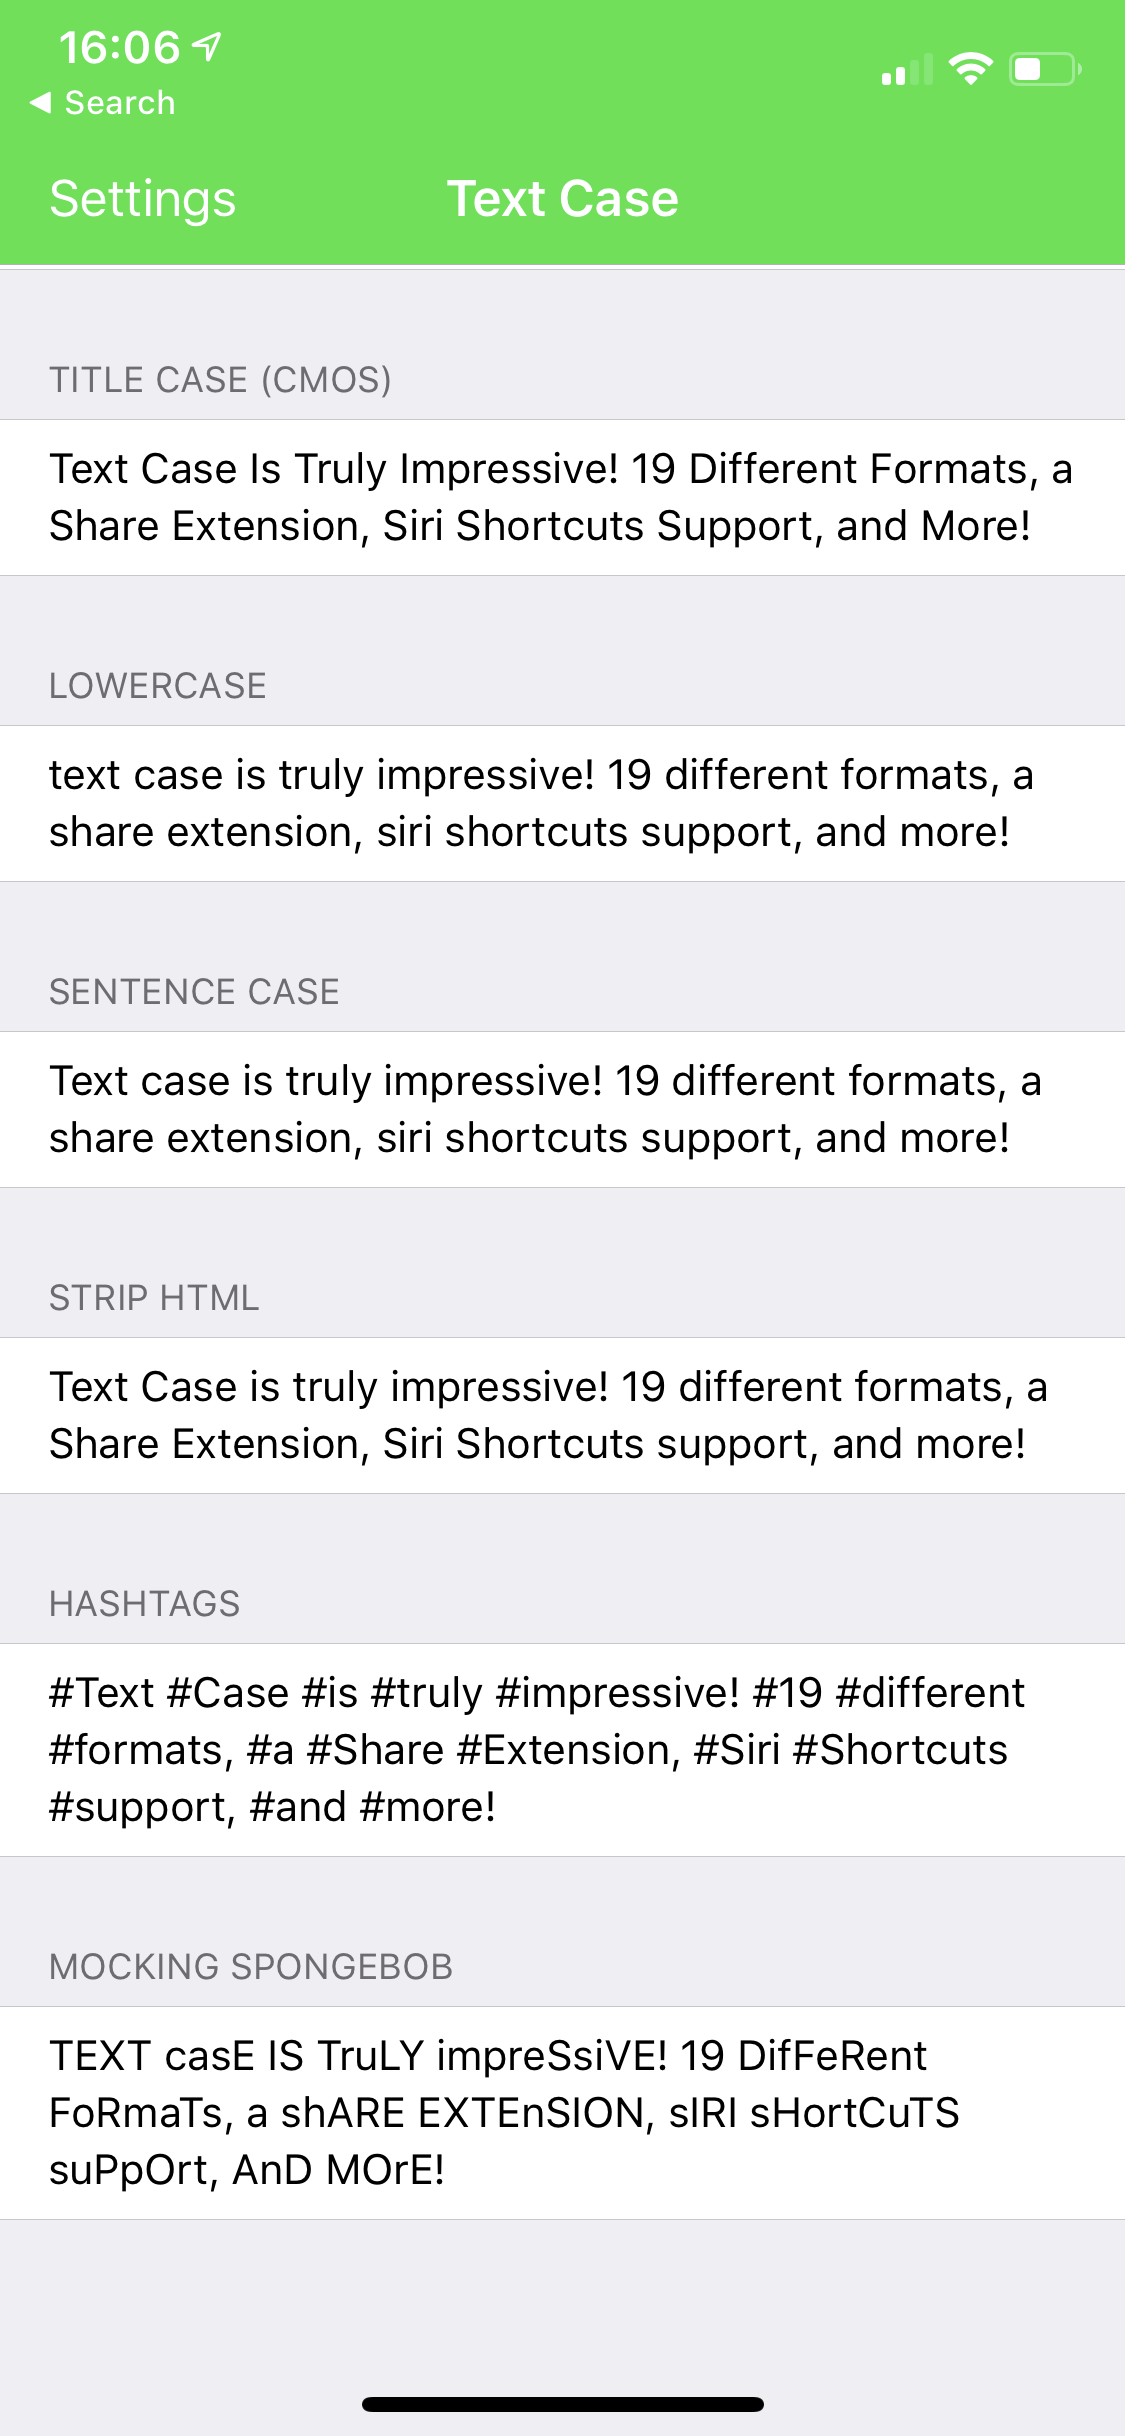 16:06
Search
Settings
Text Case
TITLE CASE (CMOS)
Text Case Is Truly Impressive! 19 Different Formats, a
Share Extension, Siri Shortcuts Support, and More!
LOWERCASE
text case is truly impressive! 19 different formats, a
share extension, siri shortcuts support, and more!
SENTENCE CASE
Text case is truly impressive! 19 different formats, a
share extension, siri shortcuts support, and more!
STRIP HTML
Text Case is truly impressive! 19 different formats, a
Share Extension, Siri Shortcuts support, and more!
HASHTAGS
#Text #Case #is #truly #impressive! #19 #different
#formats, #a #Share #Extension, #Siri #Shortcuts
#support, #and #more!
MOCKING SPONGEBOB
TEXT casE IS TruLY impreSsiVE! 19 DifFeRent
FoRmaTs, a shARE EXTEnSION, sIRI sHortCuTS
suPpOrt, AnD MOrE!